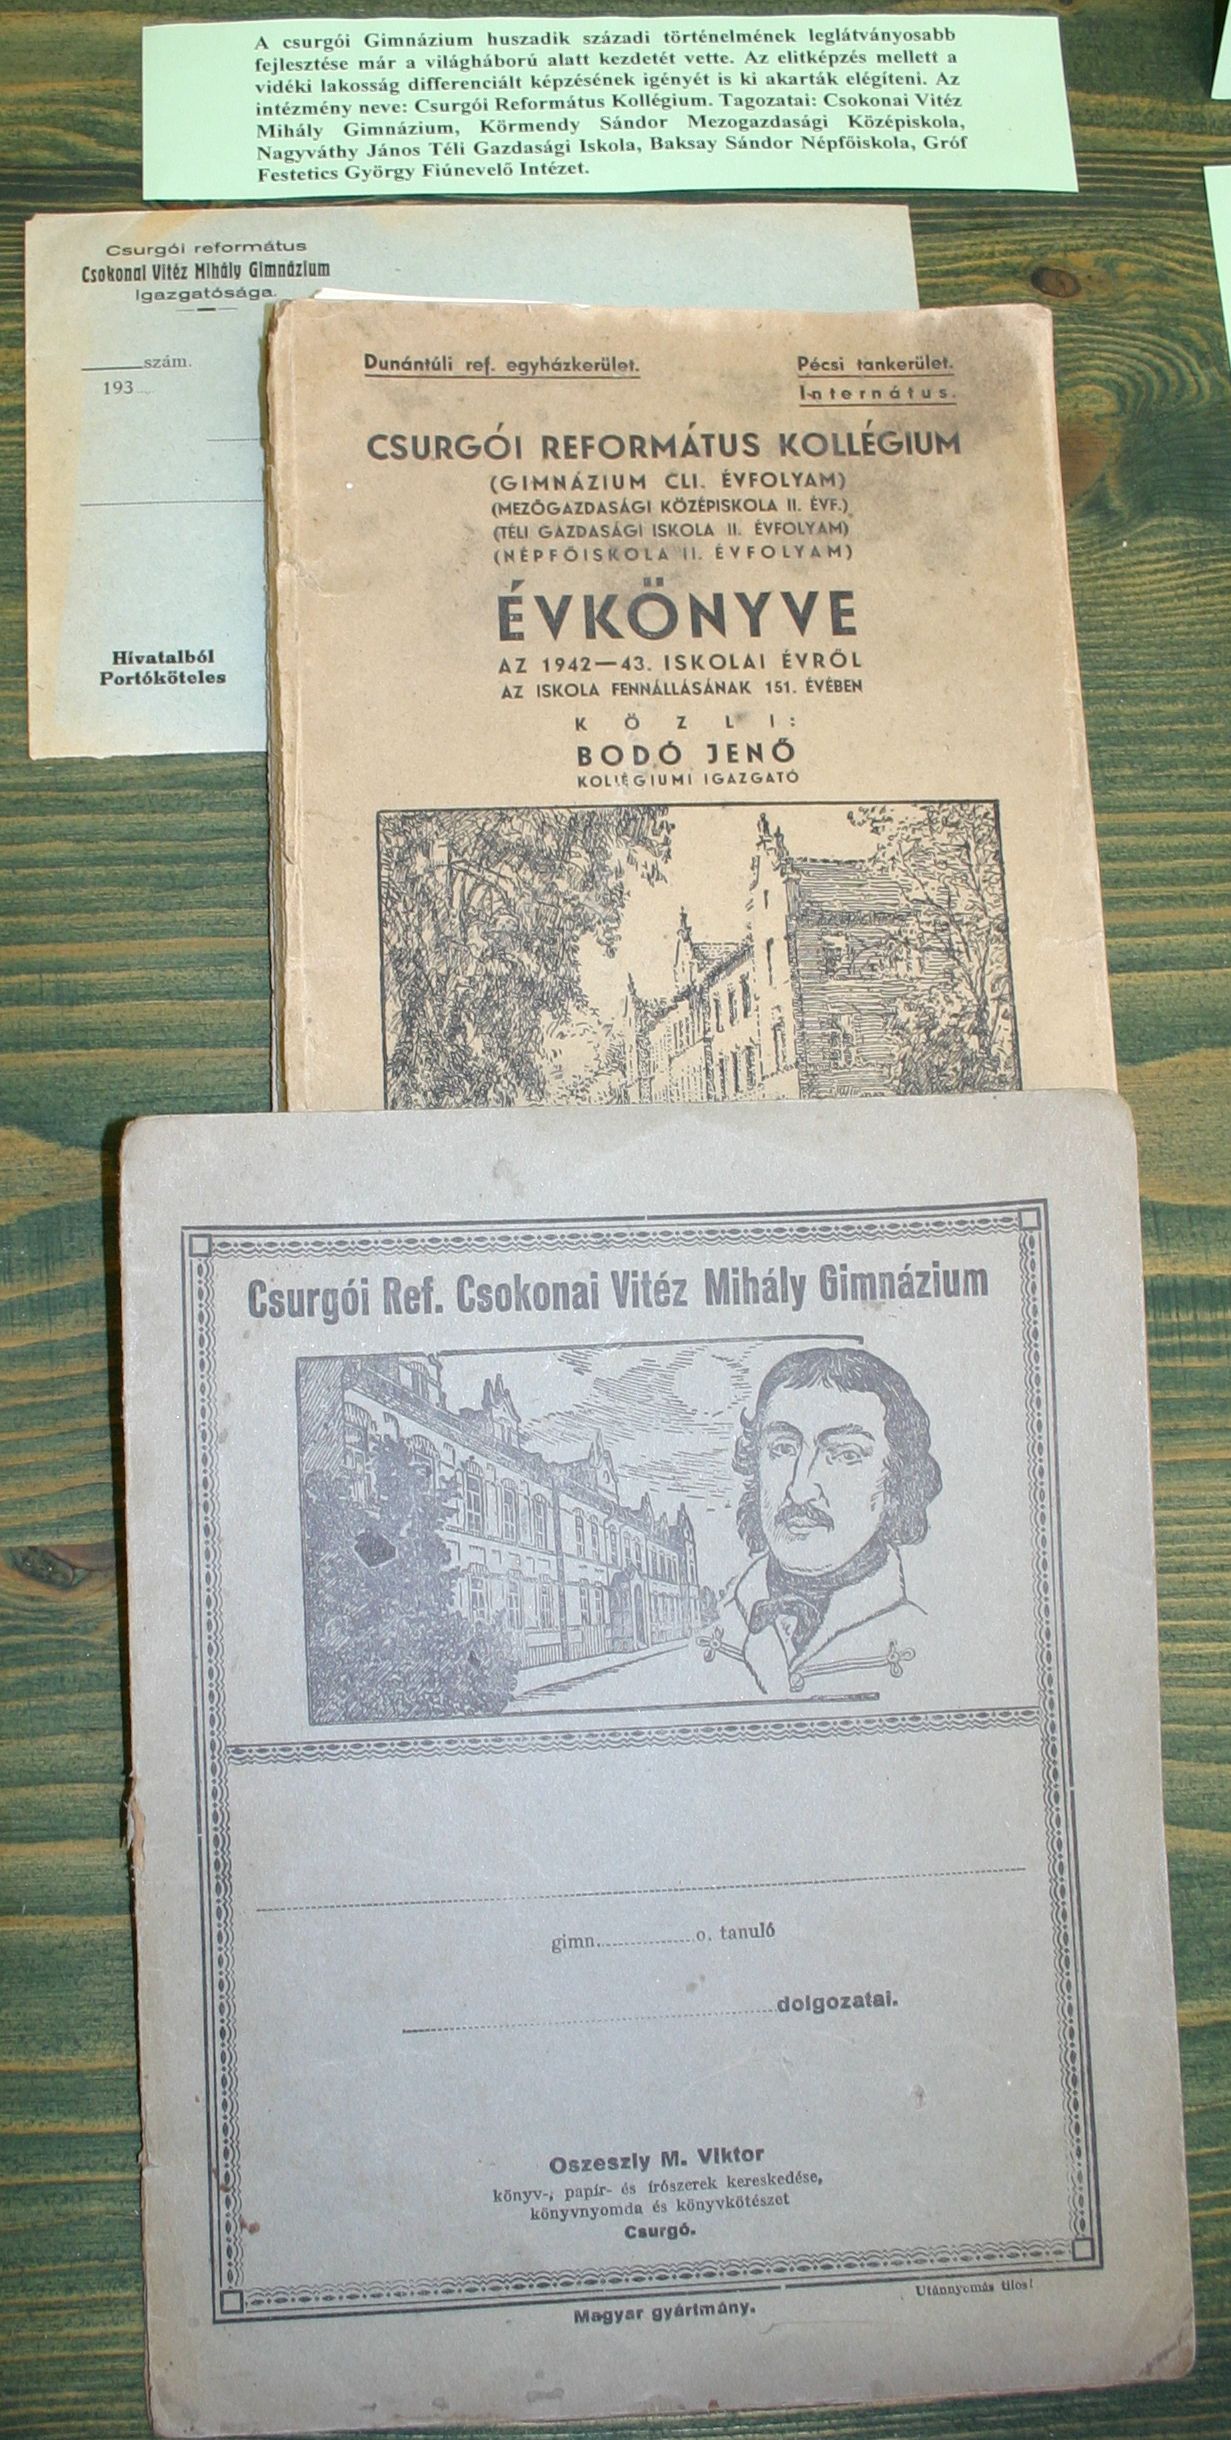 A csurgói Gimnázium huszadik századi történelmének leglátványosabb
fejlesztése már a világháború alatt kezdetét vette. Az elitképzés mellett a
vidéki lakosság differenciált képzésének igényét is ki akarták elégíteni. Az
intézmény neve: Csurgói Református Kollégium. Tagozatai: Csokonai Vitéz
Mihály Gimnázium, Körmendy Sándor Mezogazdasági Középiskola,
Nagyváthy János Téli Gazdasági Iskola, Baksay Sándor Népfőiskola, Gróf
Festetics György Fiúnevelő Intézet.
Csurgói református
Csokonai Vitéz Mihály Gimnázium
Igazgatósága.
szám.
193
Hivatalból
Portóköteles
Dunántúli ref. egyházkerület.
Pécsi tankerület.
Internátus.
CSURGÓI REFORMÁTUS KOLLÉGIUM
(GIMNÁZIUM CLI. ÉVFOLYAM)
(MEZŐGAZDASÁGI KÖZÉPISKOLA II. ÉVF.)
(TÉLI GAZDASÁGI ISKOLA II. ÉVFOLYAM)
(NÉPFŐISKOLA II. ÉVFOLYAM)
ÉVKÖNYVE
AZ 1942—43. ISKOLAI ÉVRŐL
AZ ISKOLA FENNÁLLÁSÁNAK 151. ÉVÉBEN
KÖZLI:
BODÓ JENŐ
KOLLÉGIUMI IGAZGATÓ
Csurgói Ref. Csokonai Vitéz Mihály Gimnázium
gimn. o. tanuló
dolgozatai.
Oszeszly M. Viktor
könyv-, papír- és írószerek kereskedése,
könyvnyomda és könyvkötészet
Csurgó.
Utánnyomás tilos!
Magyar gyártmány.